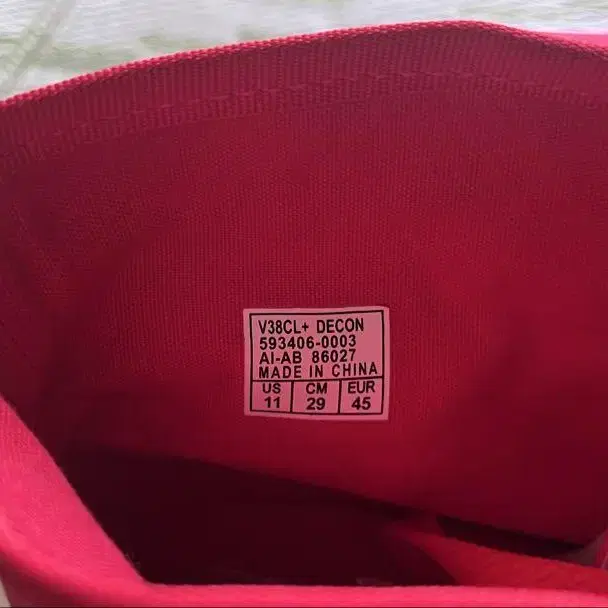 V38CL+ DECON
593406-0003
AI-AB 86027
MADE IN CHINA
US CM EUR
11 29 45